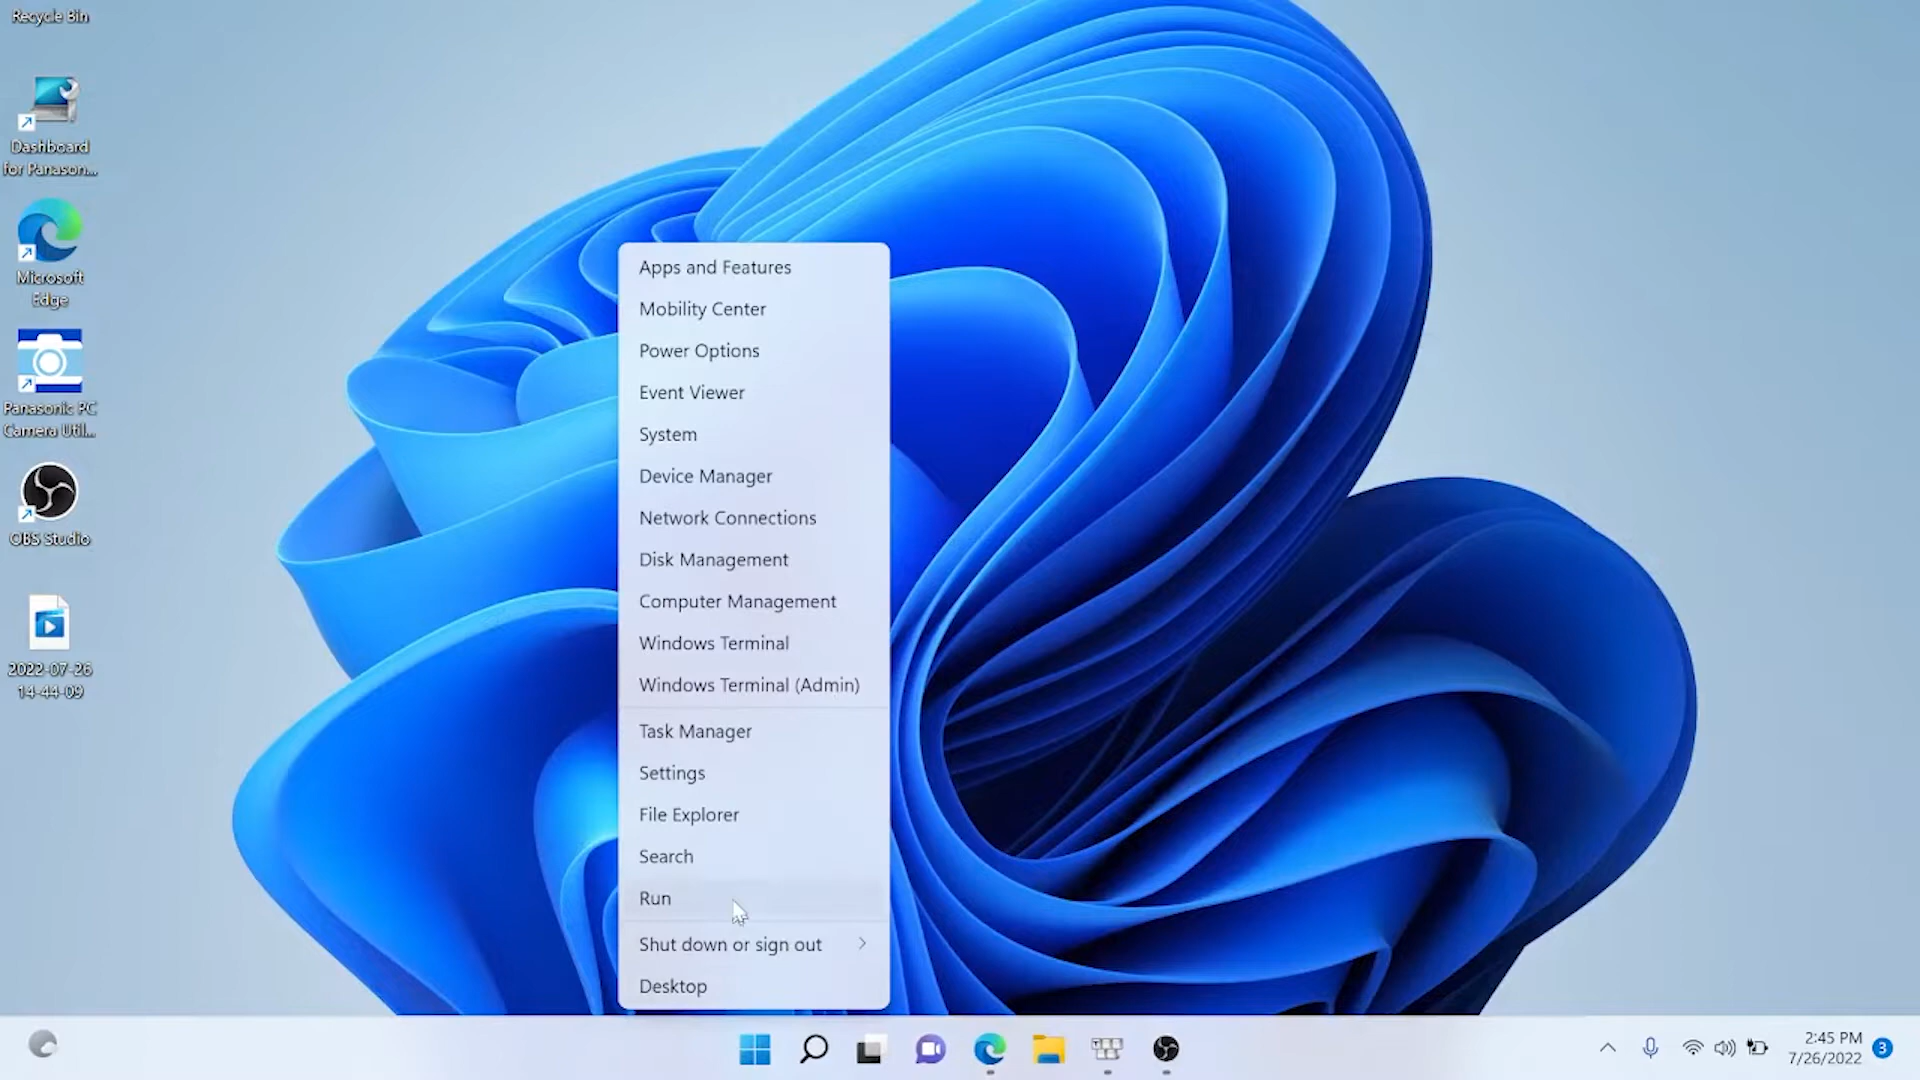 Recycle Bin
Dashboard
for Panason...
Microsoft
Edge
Panasonic PC
Camera Util...
OBS Studio
2022-07-26
14-44-09
Apps and Features
Mobility Center
Power Options
Event Viewer
System
Device Manager
Network Connections
Disk Management
Computer Management
Windows Terminal
Windows Terminal (Admin)
Task Manager
Settings
File Explorer
Search
Run
Shut down or sign out
Desktop
2:45 PM
7/26/2022
3